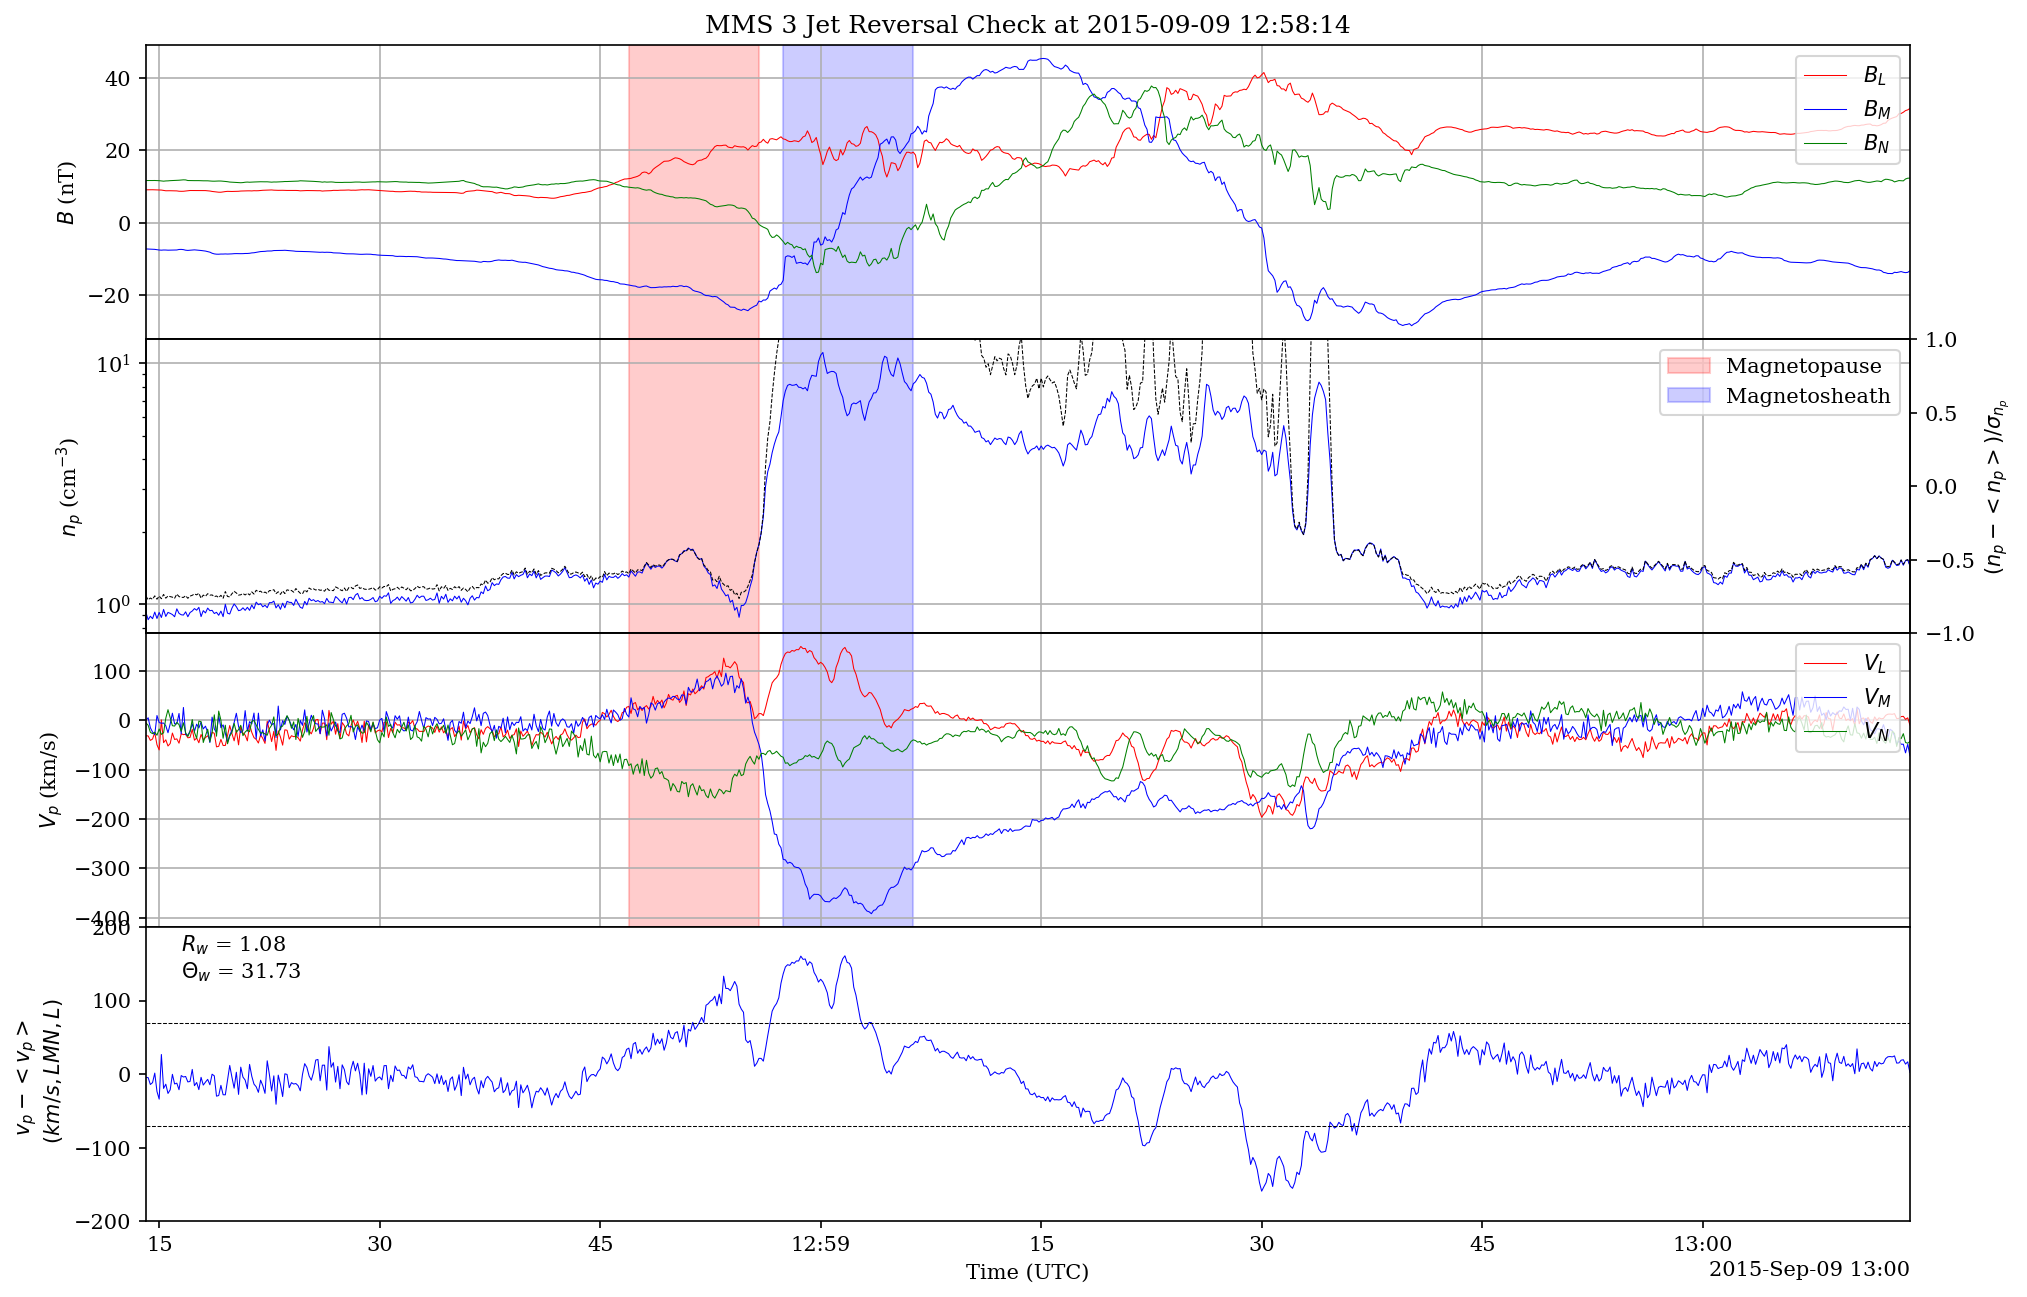 MMS 3 Jet Reversal Check at 2015-09-09 12:58:14
B (nT)
40
20
0
−20
B_L
B_M
B_N
n_p (cm^{−3})
10^1
10^0
Magnetopause
Magnetosheath
1.0
0.5
0.0
−0.5
−1.0
(n_p − < n_p >)/σ_{n_p}
V_p (km/s)
100
0
−100
−200
−300
−400
V_L
V_M
V_N
v_p − < v_p >
(km/s, LMN, L)
200
100
0
−100
−200
R_w = 1.08
Θ_w = 31.73
15
30
45
12:59
15
30
45
13:00
Time (UTC)
2015-Sep-09 13:00